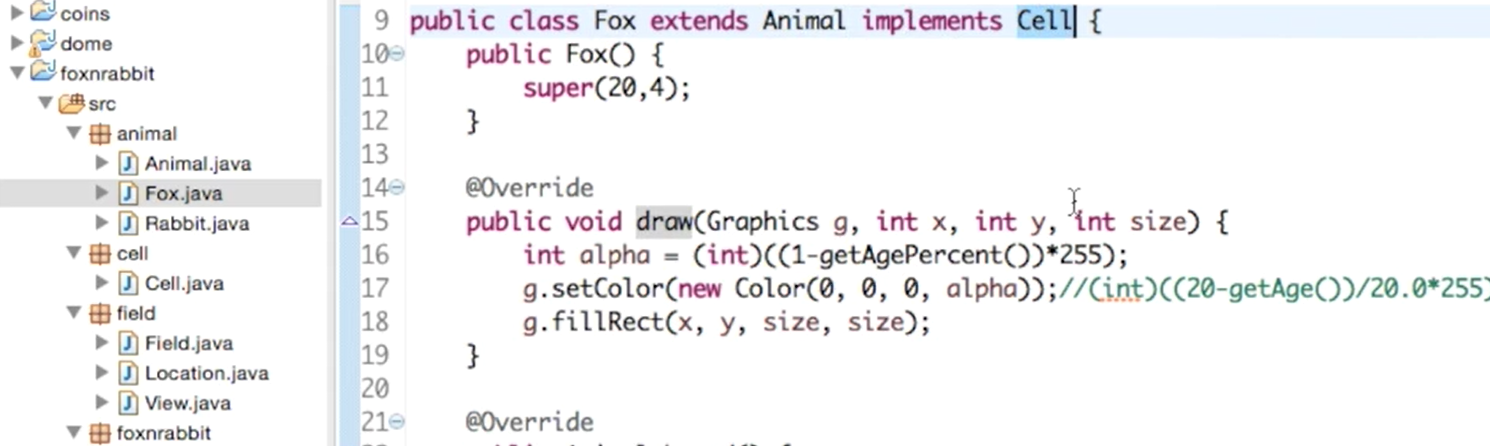 coins
dome
foxnrabbit
src
animal
Animal.java
Fox.java
Rabbit.java
cell
Cell.java
field
Field.java
Location.java
View.java
foxnrabbit
9 public class Fox extends Animal implements Cell {
10 public Fox() {
11 super(20,4);
12 }
13
14 @Override
15 public void draw(Graphics g, int x, int y, int size) {
16 int alpha = (int)((1-getAgePercent())*255);
17 g.setColor(new Color(0, 0, 0, alpha));//(int)((20-getAge())/20.0*255)
18 g.fillRect(x, y, size, size);
19 }
20
21 @Override